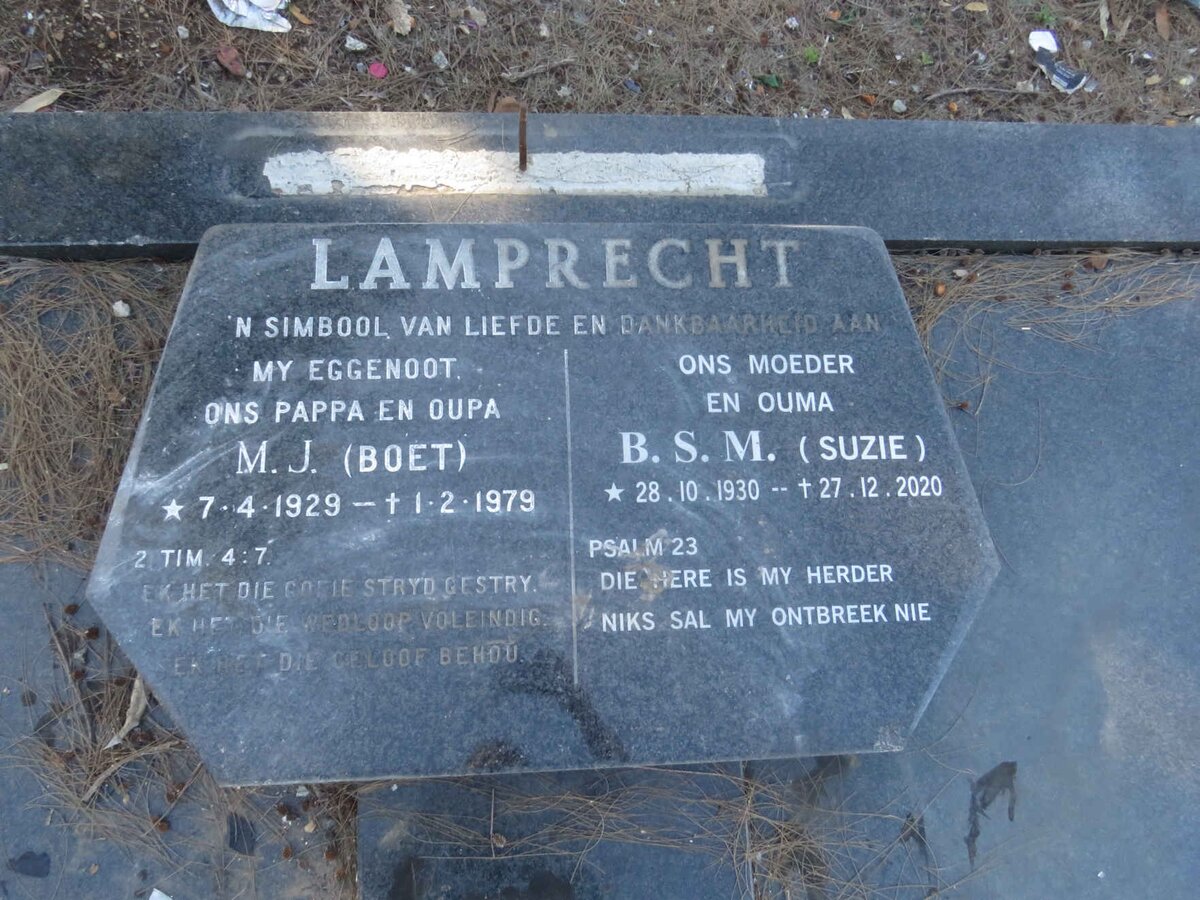 LAMPRECHT
'N SIMBOOL VAN LIEFDE EN DANKBAARHEID AAN
MY EGGENOOT,
ONS PAPPA EN OUPA
M.J. (BOET)
★ 7·4·1929 – † 1·2·1979
2 TIM. 4:7.
EK HET DIE GOEIE STRYD GESTRY.
EK HET DIE WEDLOOP VOLEINDIG.
EK HET DIE GELOOF BEHOU.
ONS MOEDER
EN OUMA
B. S. M. ( SUZIE )
★ 28.10.1930 -- † 27.12.2020
PSALM 23
DIE HERE IS MY HERDER
NIKS SAL MY ONTBREEK NIE